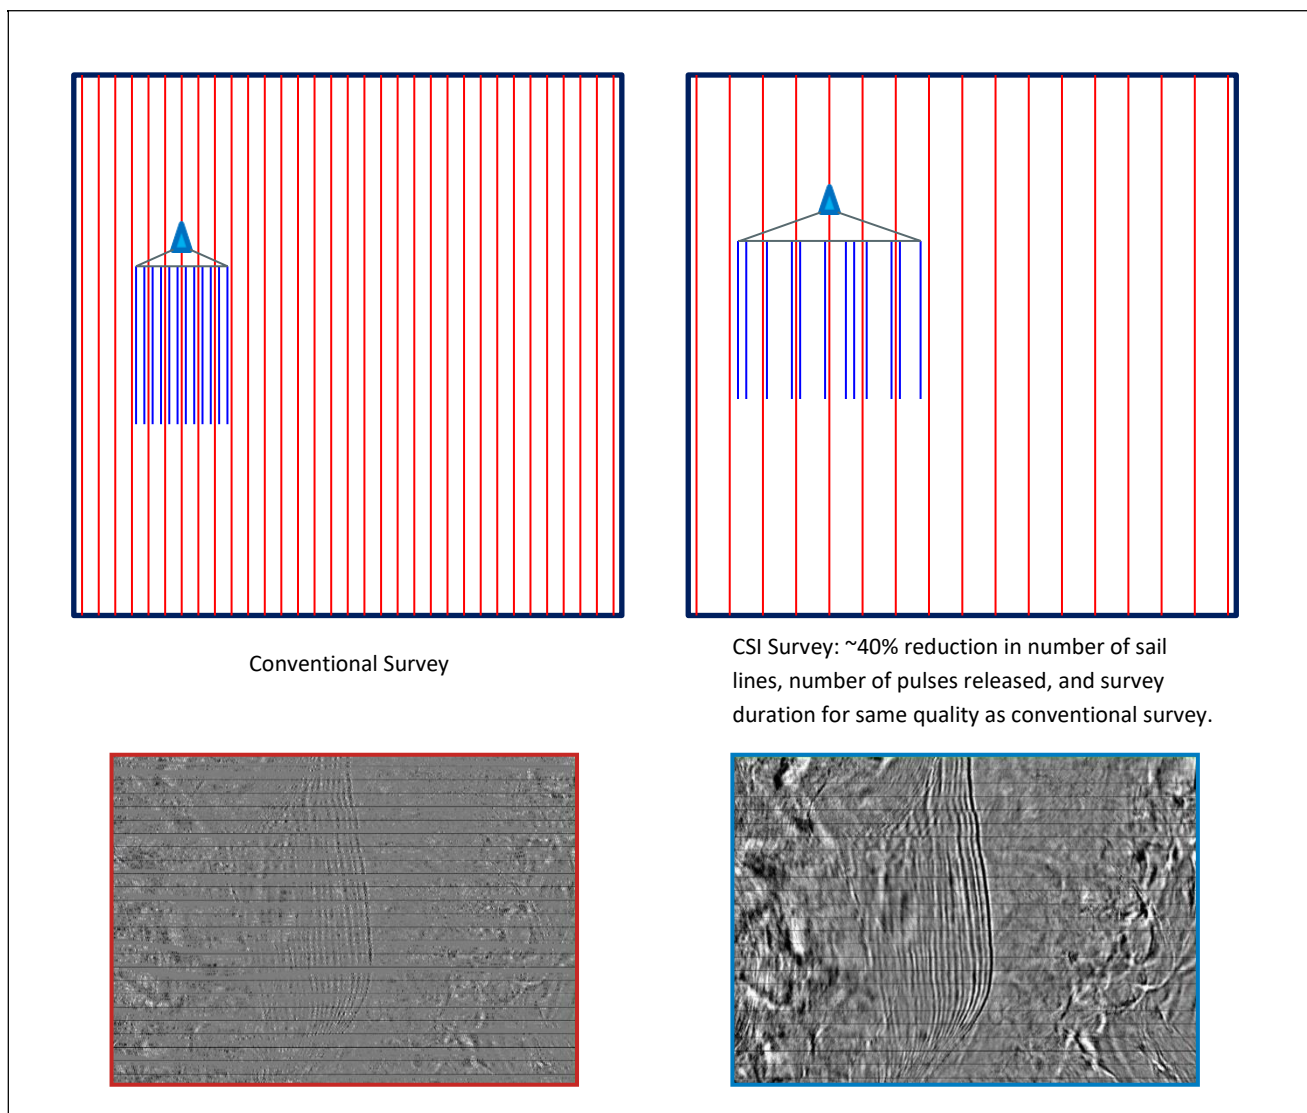 Conventional Survey
CSI Survey: ~40% reduction in number of sail
lines, number of pulses released, and survey
duration for same quality as conventional survey.